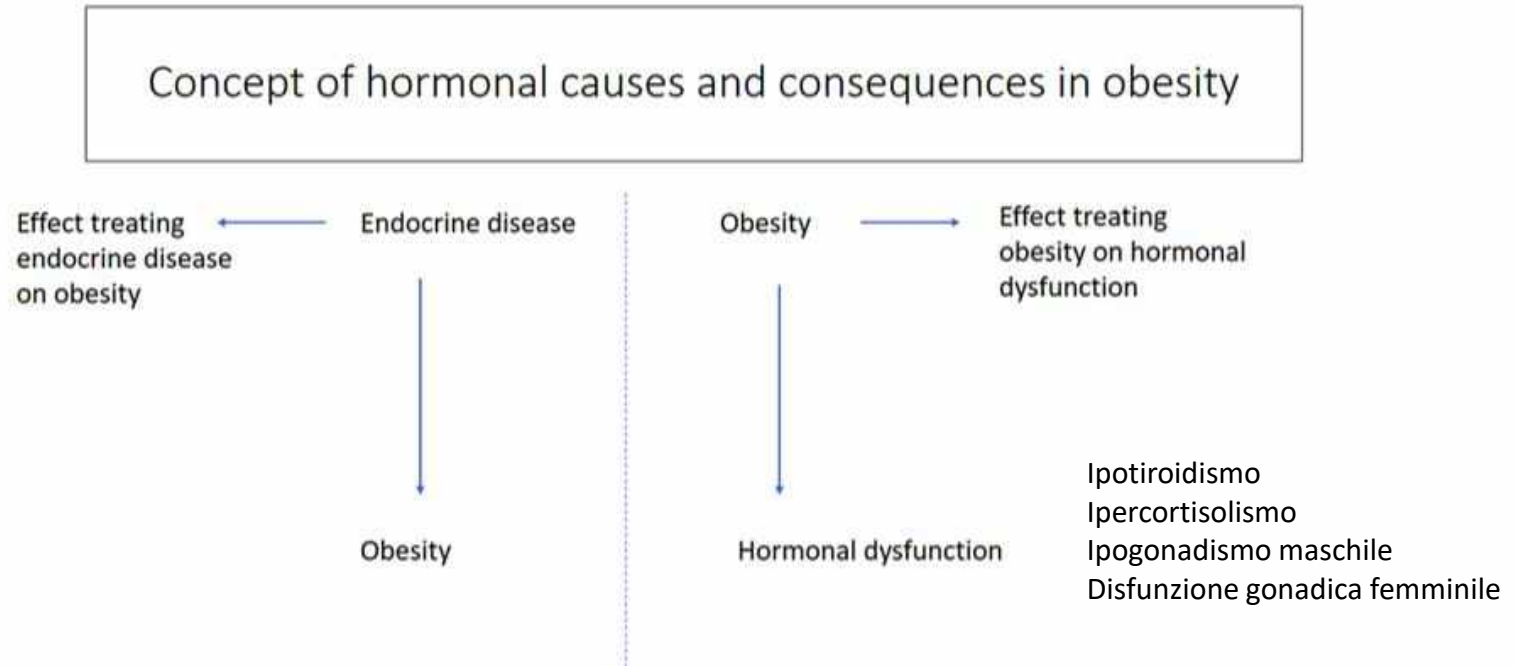 Concept of hormonal causes and consequences in obesity
Effect treating
endocrine disease
on obesity
Endocrine disease
Obesity
Obesity
Effect treating
obesity on hormonal
dysfunction
Hormonal dysfunction
Ipotiroidismo
Ipercortisolismo
Ipogonadismo maschile
Disfunzione gonadica femminile